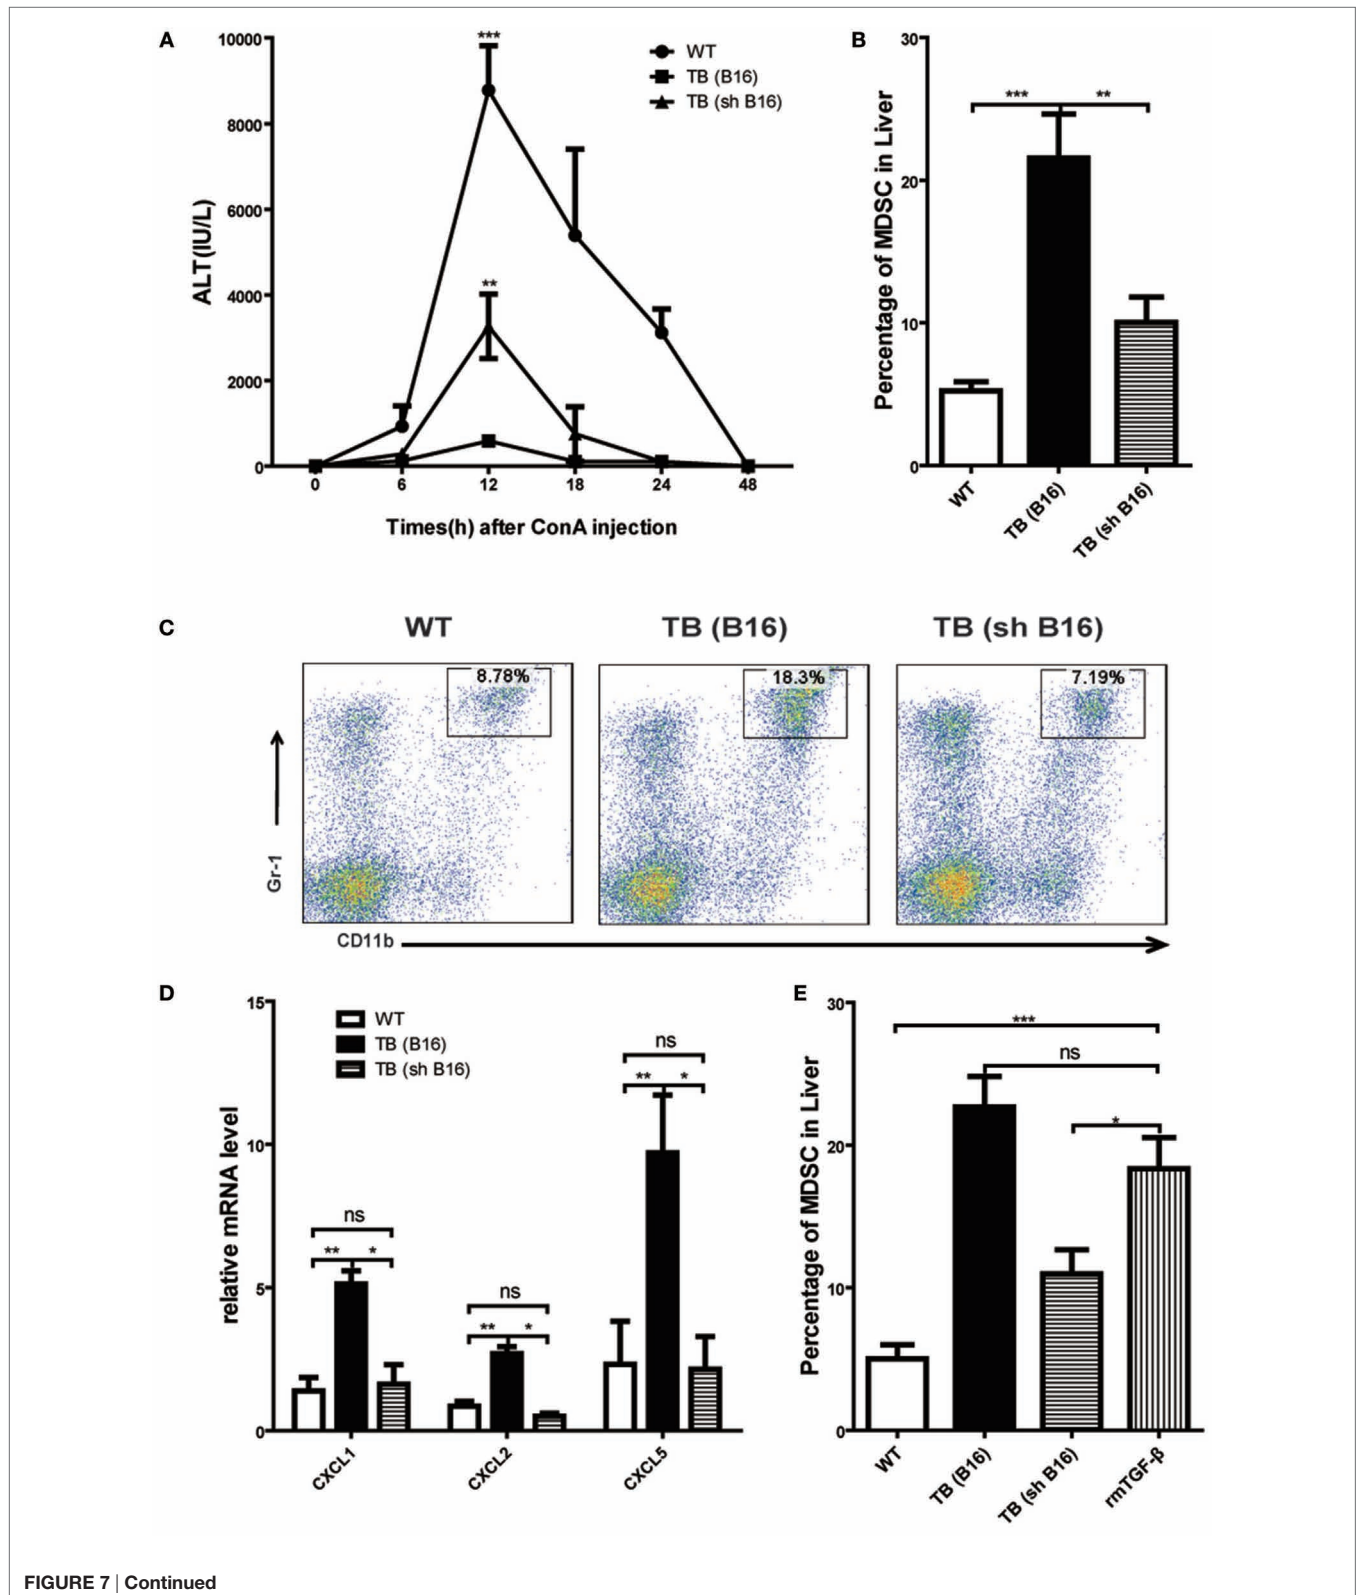 A
10000
8000
6000
4000
2000
0
ALT(IU/L)
***
**
WT
TB (B16)
TB (sh B16)
0 6 12 18 24 48
Times(h) after ConA injection
B
30
20
10
0
Percentage of MDSC in Liver
*** **
WT
TB (B16)
TB (sh B16)
C
WT TB (B16) TB (sh B16)
8.78% 18.3% 7.19%
Gr-1
CD11b
D
15
10
5
0
relative mRNA level
WT
TB (B16)
TB (sh B16)
ns
** *
ns
** *
ns
** *
CXCL1
CXCL2
CXCL5
E
30
20
10
0
Percentage of MDSC in Liver
***
ns
*
WT
TB (B16)
TB (sh B16)
rmTGF-β
FIGURE 7 | Continued